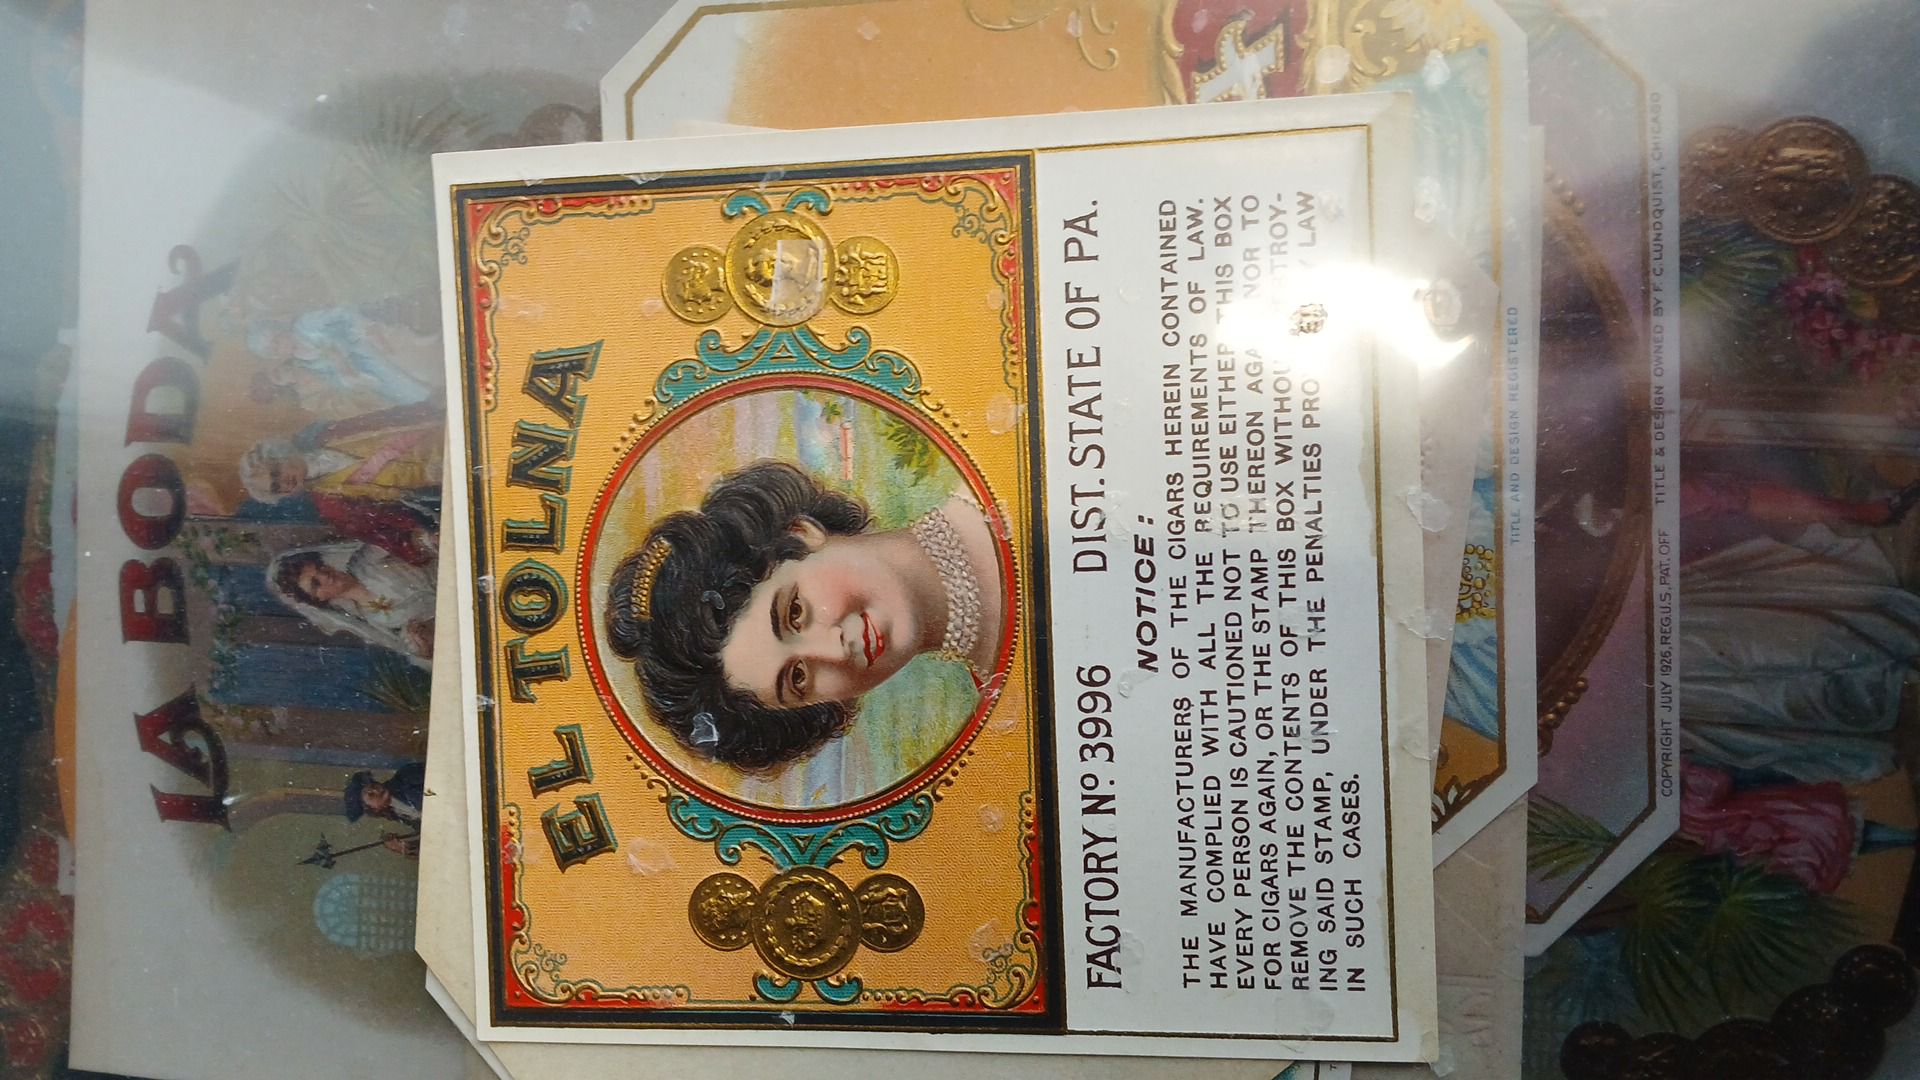 EL TOLNA
FACTORY Nº 3996 DIST. STATE OF PA.
NOTICE:
THE MANUFACTURERS OF THE CIGARS HEREIN CONTAINED
HAVE COMPLIED WITH ALL THE REQUIREMENTS OF LAW.
EVERY PERSON IS CAUTIONED NOT TO USE EITHER THIS BOX
FOR CIGARS AGAIN, OR THE STAMP THEREON AGA NOR TO
REMOVE THE CONTENTS OF THIS BOX WITHOU TROY-
ING SAID STAMP, UNDER THE PENALTIES PRO LAW
IN SUCH CASES.
LA BODA
TITLE AND DESIGN REGISTERED
COPYRIGHT JULY 1926, REG. U.S. PAT. OFF TITLE & DESIGN OWNED BY F. C. LUNDQUIST, CHICAGO